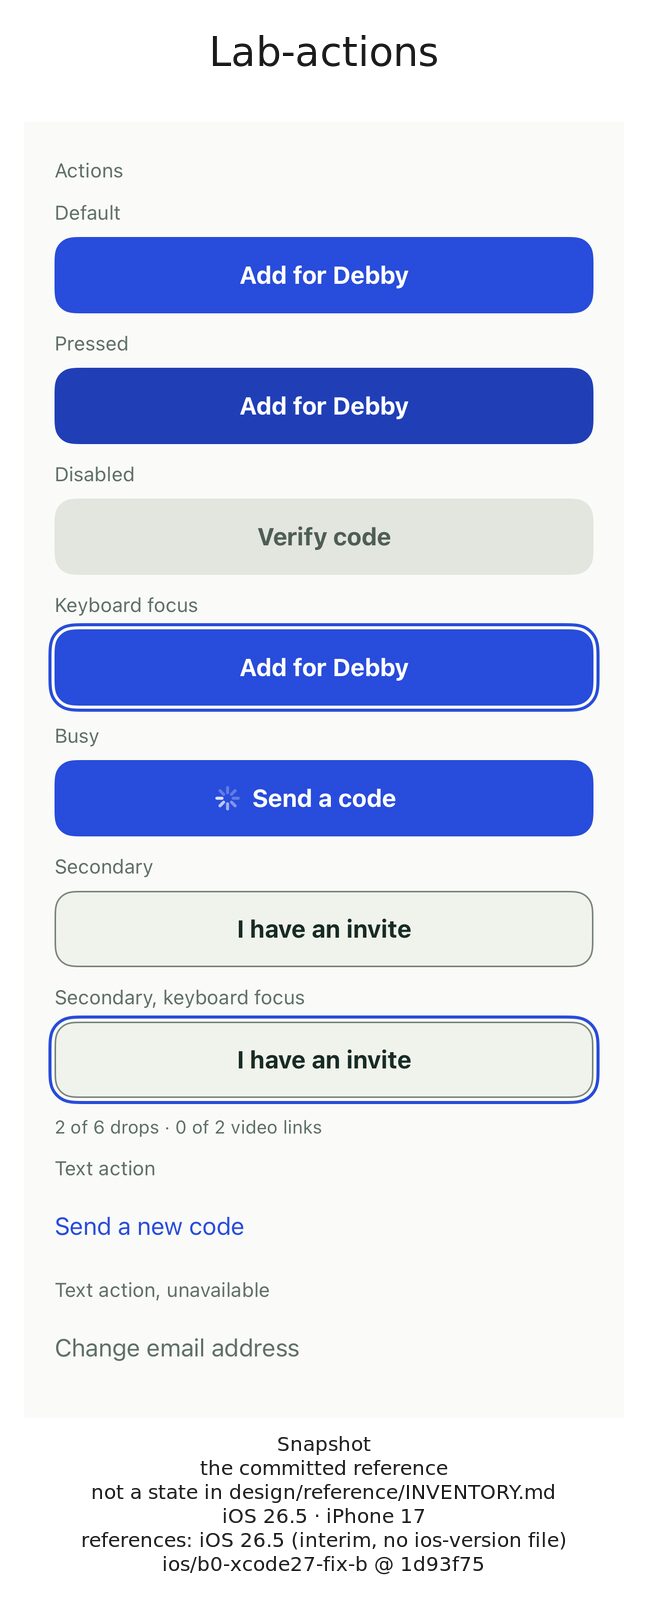 Lab-actions
Actions
Default
Add for Debby
Pressed
Add for Debby
Disabled
Verify code
Keyboard focus
Add for Debby
Busy
Send a code
Secondary
I have an invite
Secondary, keyboard focus
I have an invite
2 of 6 drops · 0 of 2 video links
Text action
Send a new code
Text action, unavailable
Change email address
Snapshot
the committed reference
not a state in design/reference/INVENTORY.md
iOS 26.5 · iPhone 17
references: iOS 26.5 (interim, no ios-version file)
ios/b0-xcode27-fix-b @ 1d93f75